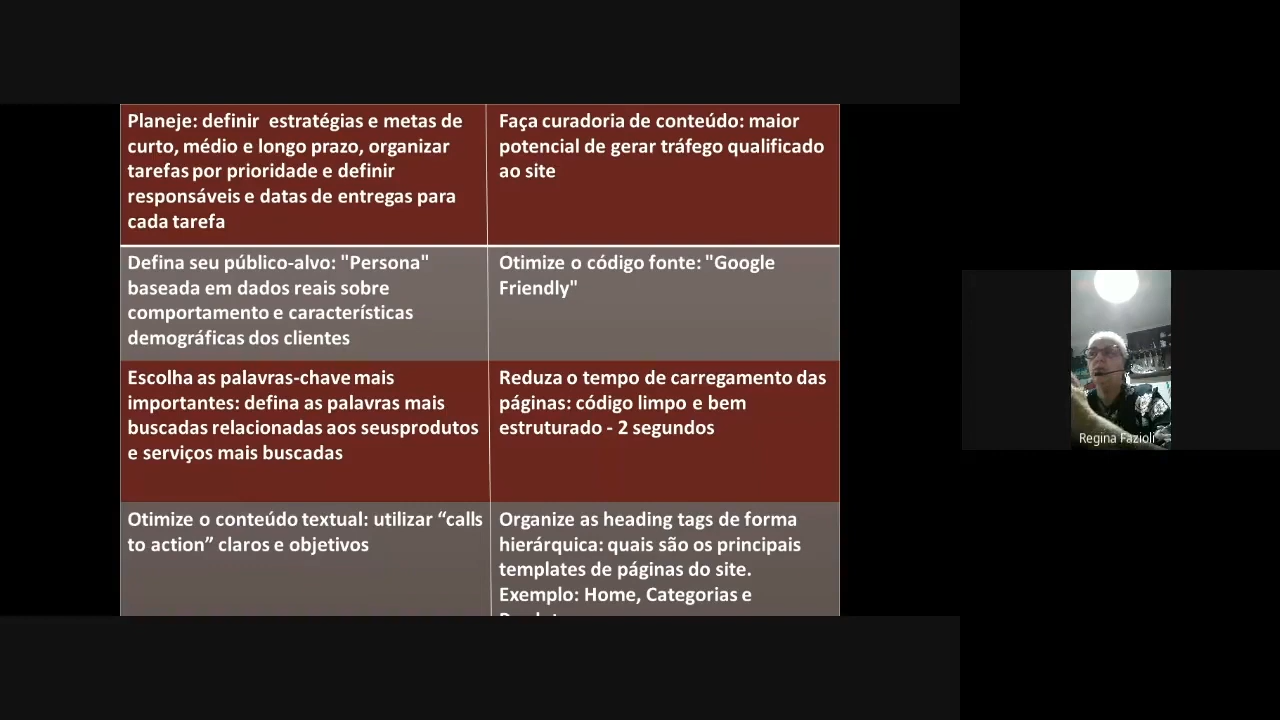 Planeje: definir estratégias e metas de
curto, médio e longo prazo, organizar
tarefas por prioridade e definir
responsáveis e datas de entregas para
cada tarefa
Faça curadoria de conteúdo: maior
potencial de gerar tráfego qualificado
ao site
Defina seu público-alvo: "Persona"
baseada em dados reais sobre
comportamento e características
demográficas dos clientes
Otimize o código fonte: "Google
Friendly"
Escolha as palavras-chave mais
importantes: defina as palavras mais
buscadas relacionadas aos seusprodutos
e serviços mais buscadas
Reduza o tempo de carregamento das
páginas: código limpo e bem
estruturado - 2 segundos
Otimize o conteúdo textual: utilizar “calls
to action” claros e objetivos
Organize as heading tags de forma
hierárquica: quais são os principais
templates de páginas do site.
Exemplo: Home, Categorias e
Regina Fazioli